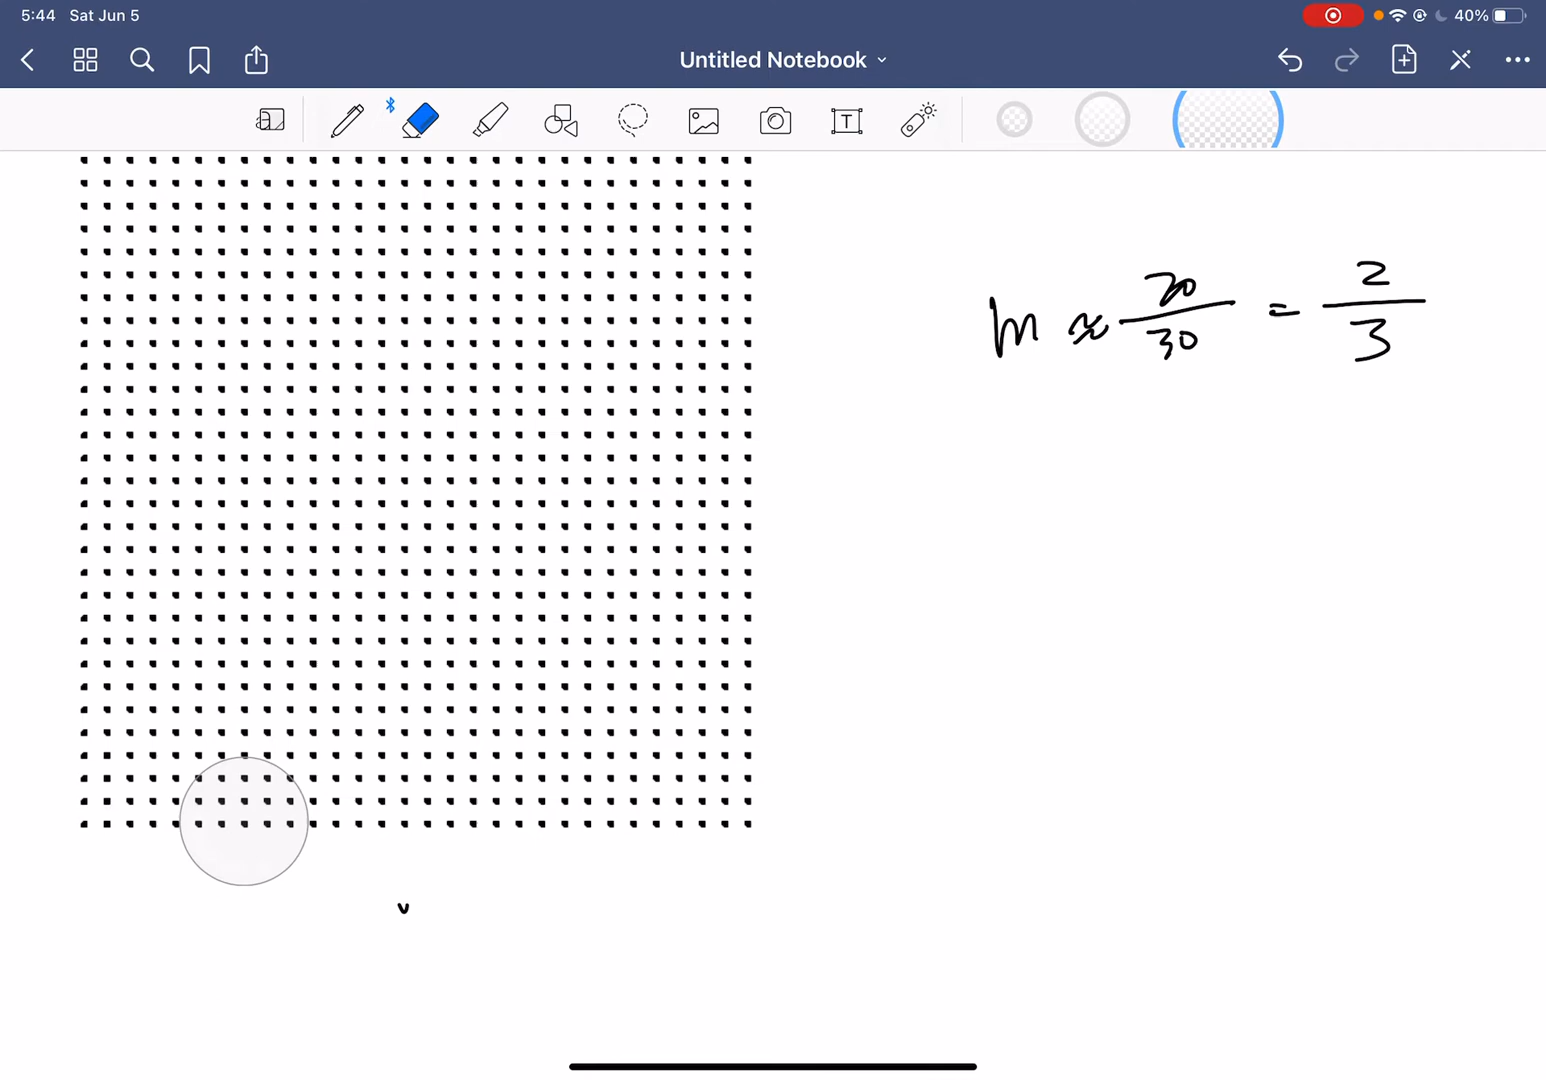 5:44 Sat Jun 5 40%
Untitled Notebook
T
m ≈ 20/30 = 2/3
v